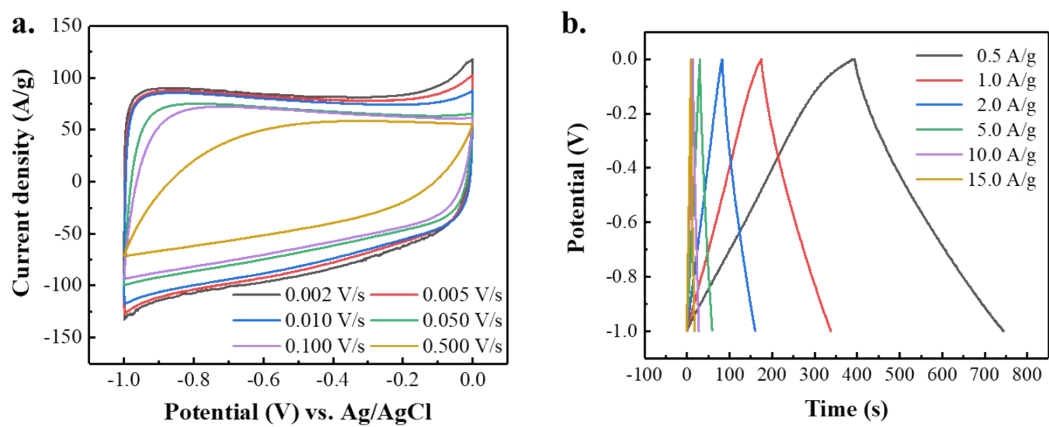 a.
Current density (A/g)
150
100
50
0
-50
-100
-150
0.002 V/s 0.005 V/s
0.010 V/s 0.050 V/s
0.100 V/s 0.500 V/s
-1.0 -0.8 -0.6 -0.4 -0.2 0.0
Potential (V) vs. Ag/AgCl
b.
Potential (V)
0.0
-0.2
-0.4
-0.6
-0.8
-1.0
0.5 A/g
1.0 A/g
2.0 A/g
5.0 A/g
10.0 A/g
15.0 A/g
-100 0 100 200 300 400 500 600 700 800
Time (s)